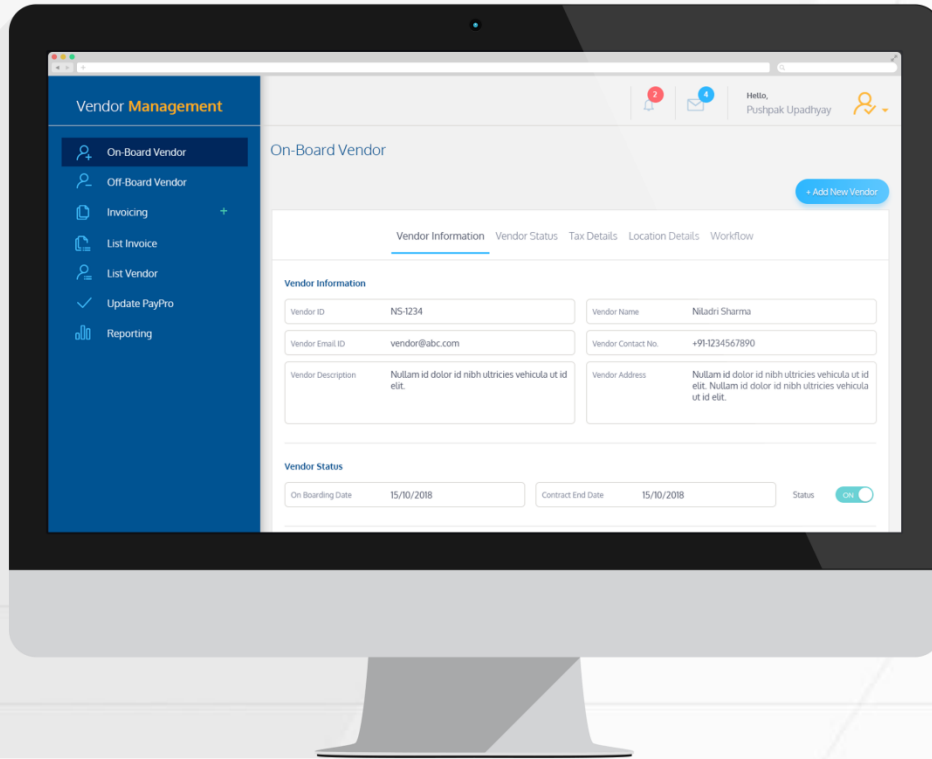 Vendor Management
2
4
Hello,
Pushpak Upadhyay
On-Board Vendor
Off-Board Vendor
Invoicing +
List Invoice
List Vendor
Update PayPro
Reporting
On-Board Vendor
+ Add New Vendor
Vendor Information Vendor Status Tax Details Location Details Workflow
Vendor Information
Vendor ID NS-1234 Vendor Name Niladri Sharma
Vendor Email ID vendor@abc.com Vendor Contact No. +91-1234567890
Vendor Description Nullam id dolor id nibh ultricies vehicula ut id
elit.
Vendor Address Nullam id dolor id nibh ultricies vehicula ut id
elit. Nullam id dolor id nibh ultricies vehicula
ut id elit.
Vendor Status
On Boarding Date 15/10/2018 Contract End Date 15/10/2018 Status ON